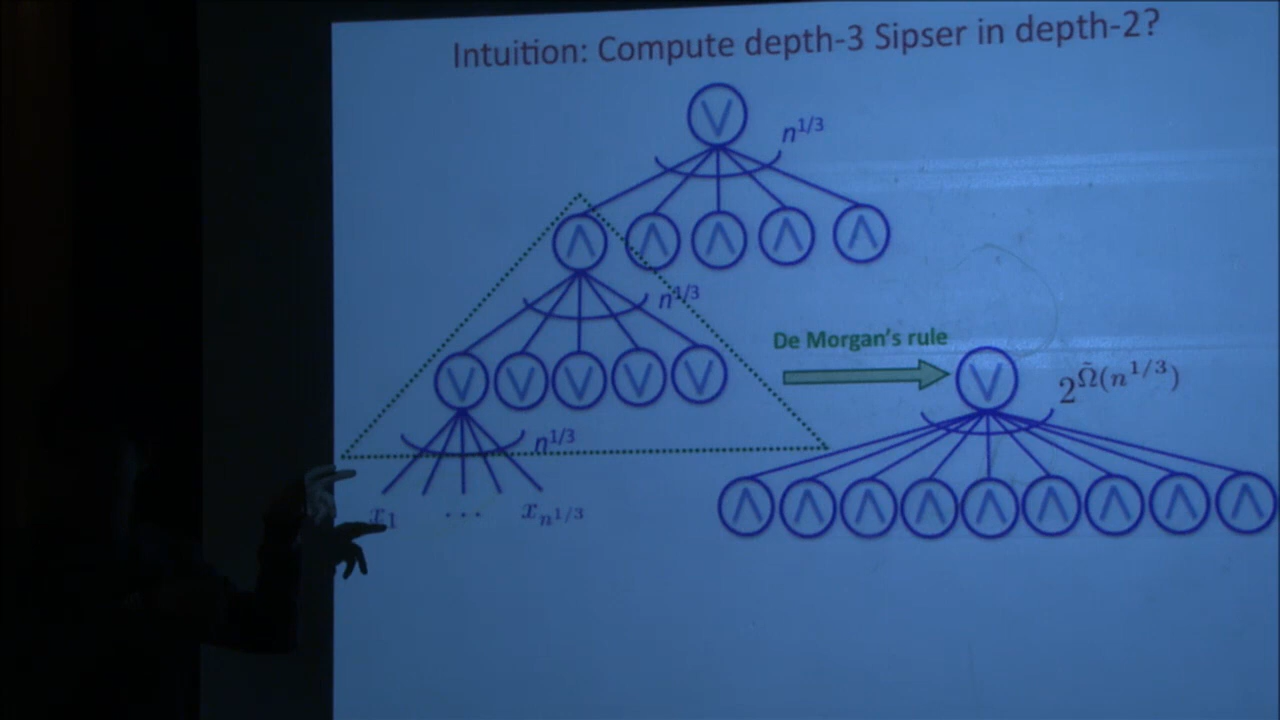 Intuition: Compute depth-3 Sipser in depth-2?
∨
n^{1/3}
∧ ∧ ∧ ∧ ∧
n^{1/3}
De Morgan's rule
∨ ∨ ∨ ∨ ∨
∨
2^{\tilde{Ω}(n^{1/3})}
n^{1/3}
x_1 ... x_{n^{1/3}}
∧ ∧ ∧ ∧ ∧ ∧ ∧ ∧ ∧